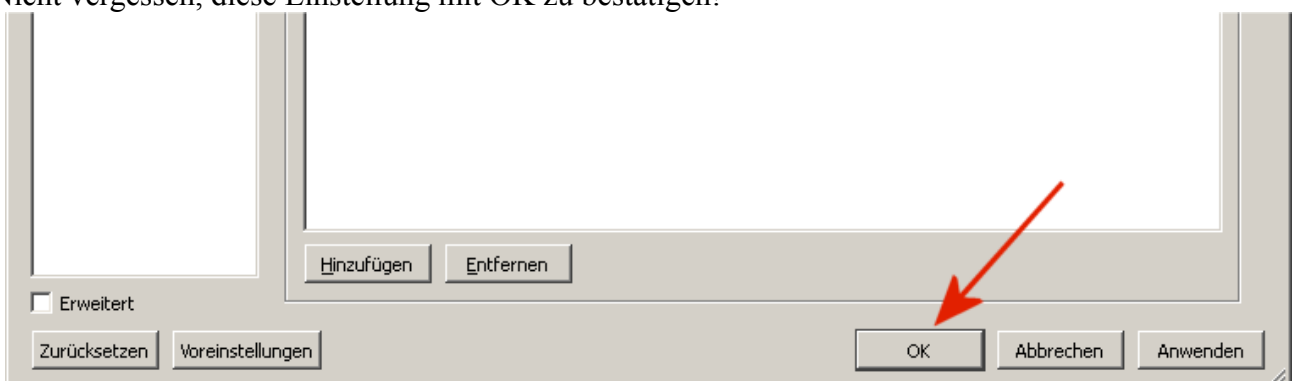 Nicht vergessen, diese Einstellung mit OK zu bestätigen!
Hinzufügen Entfernen
Erweitert
Zurücksetzen Voreinstellungen OK Abbrechen Anwenden